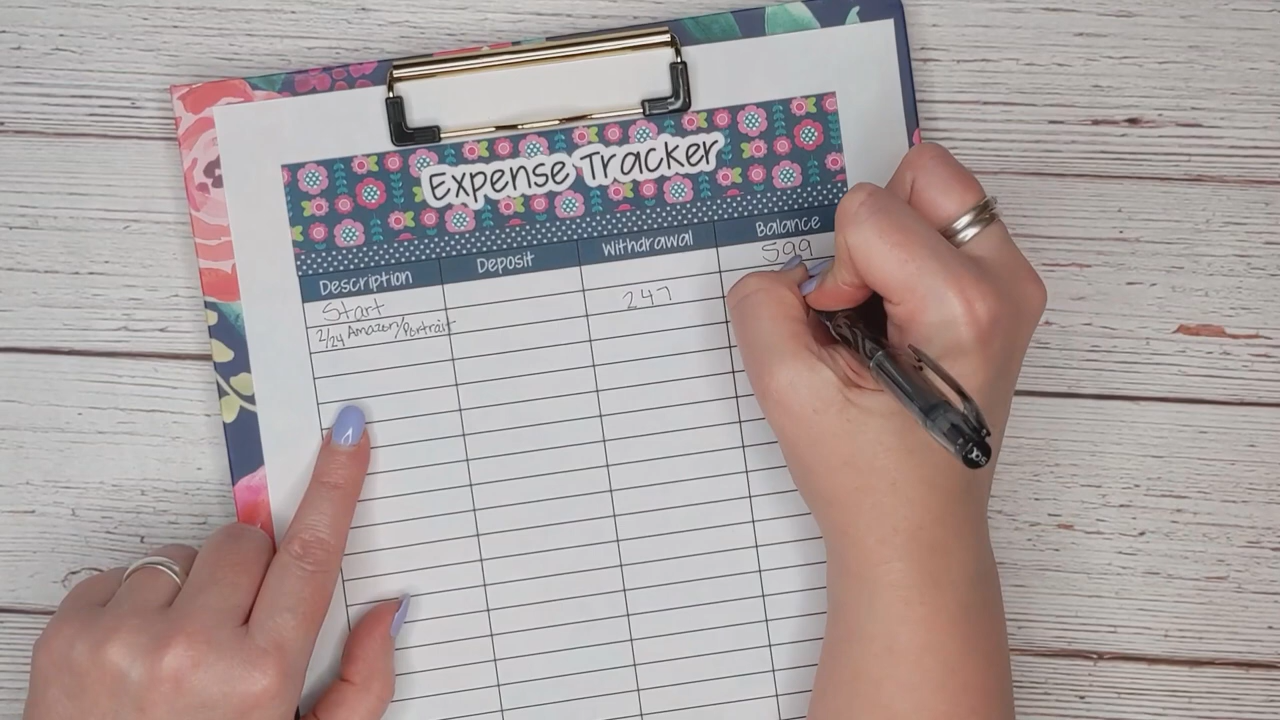 Expense Tracker
Description Deposit Withdrawal Balance
Start 599
2/24 Amazon/Portrait 247